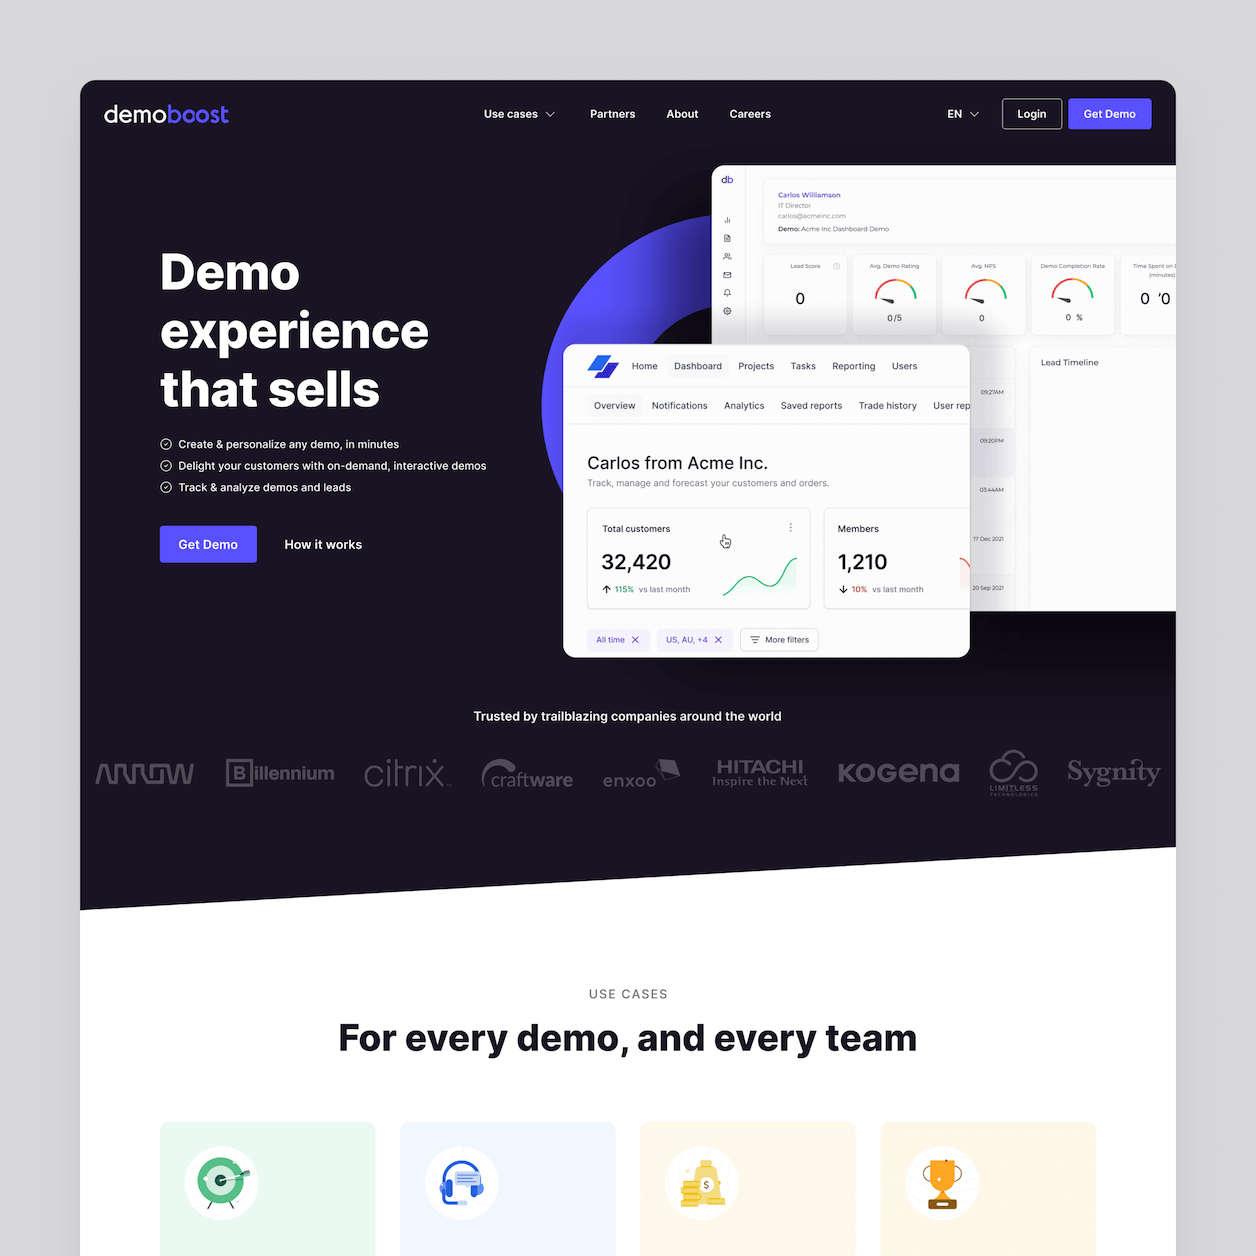 demoboost
Use cases
Partners
About
Careers
EN
Login
Get Demo
Demo
experience
that sells
Create & personalize any demo, in minutes
Delight your customers with on-demand, interactive demos
Track & analyze demos and leads
Get Demo
How it works
db
Carlos Williamson
IT Director
carlos@acmeinc.com
Demo: Acme Inc Dashboard Demo
Lead Score
0
Avg. Demo Rating
0/5
Avg. NPS
0
Demo Completion Rate
0 %
Time Spent on
(minutes)
0 '0
Lead Timeline
09:27AM
09:20PM
03:44AM
17 Dec 2021
20 Sep 2021
Home
Dashboard
Projects
Tasks
Reporting
Users
Overview
Notifications
Analytics
Saved reports
Trade history
User rep
Carlos from Acme Inc.
Track, manage and forecast your customers and orders.
Total customers
32,420
115% vs last month
Members
1,210
10% vs last month
All time
US, AU, +4
More filters
Trusted by trailblazing companies around the world
ARROW
Billennium
citrix
craftware
enxoo
HITACHI
Inspire the Next
KOGENA
LIMITLESS
TECHNOLOGIES
Sygnity
USE CASES
For every demo, and every team
$